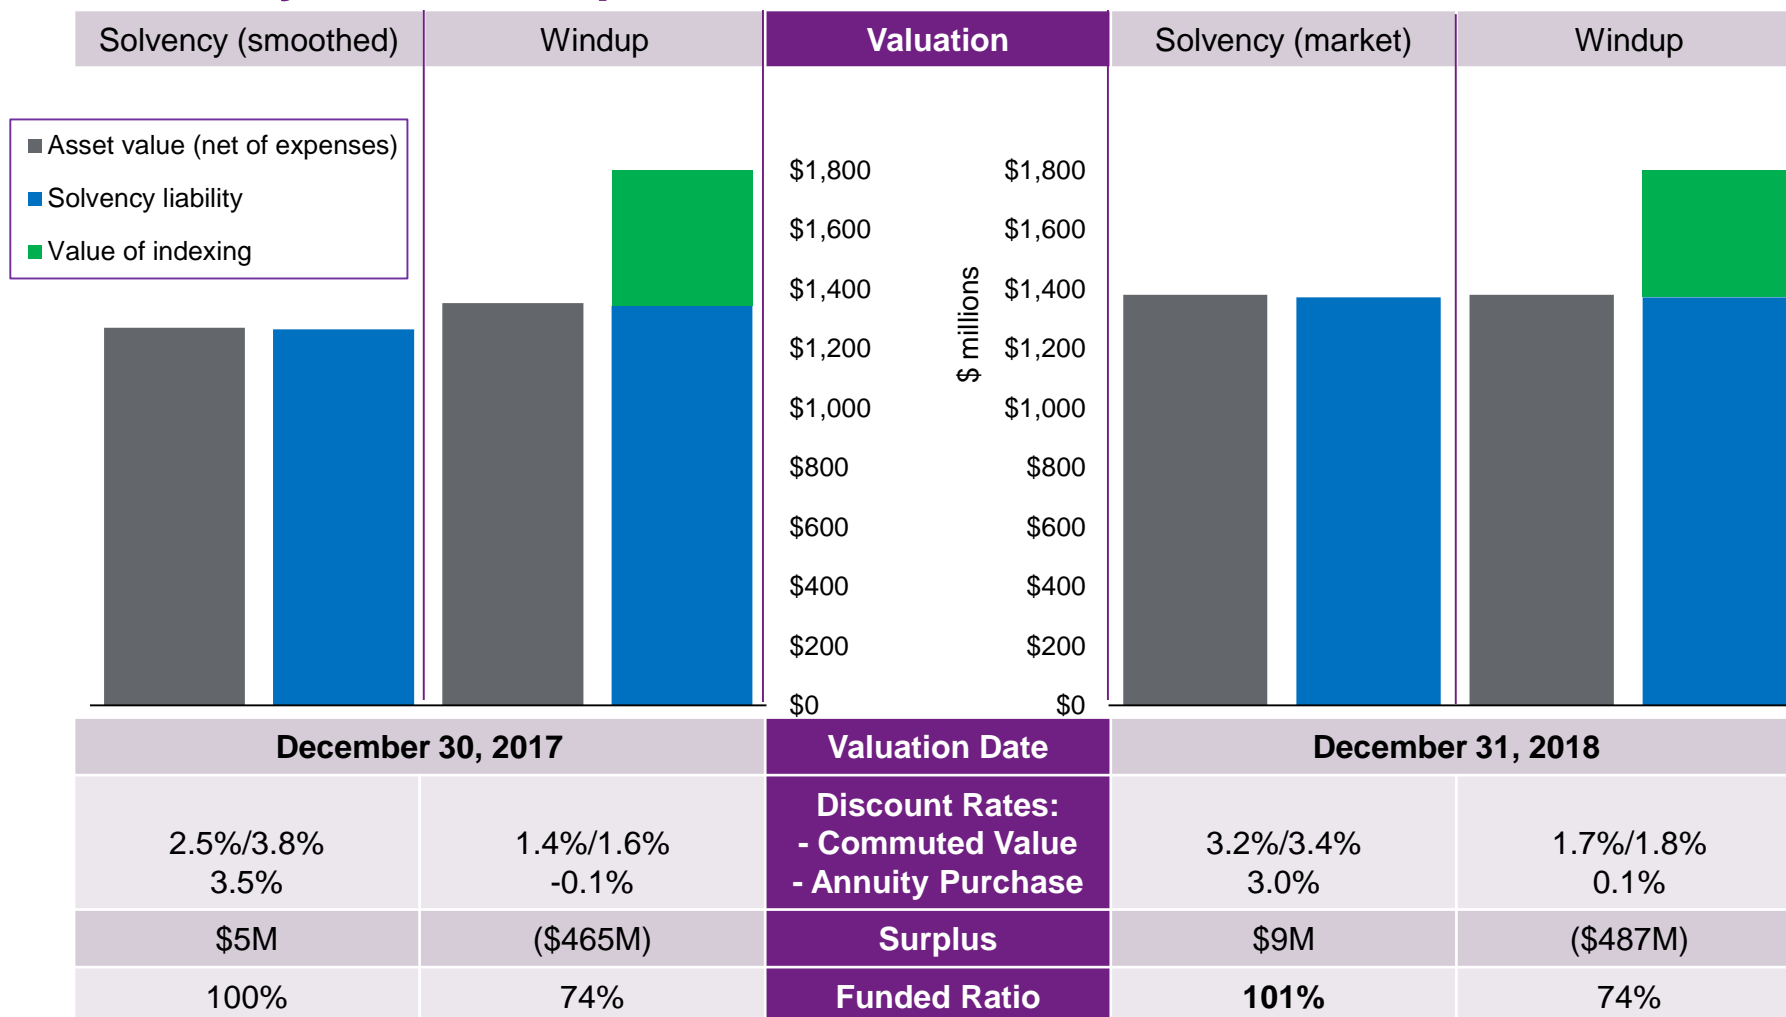 Solvency (smoothed) Windup Valuation Solvency (market) Windup
Asset value (net of expenses)
Solvency liability
Value of indexing
$1,800 $1,800
$1,600 $1,600
$1,400 $1,400
$1,200 $1,200
$1,000 $1,000
$800 $800
$600 $600
$400 $400
$200 $200
$0 $0
$ millions
December 30, 2017 Valuation Date December 31, 2018
Discount Rates:
2.5%/3.8% 1.4%/1.6% - Commuted Value 3.2%/3.4% 1.7%/1.8%
3.5% -0.1% - Annuity Purchase 3.0% 0.1%
$5M ($465M) Surplus $9M ($487M)
100% 74% Funded Ratio 101% 74%